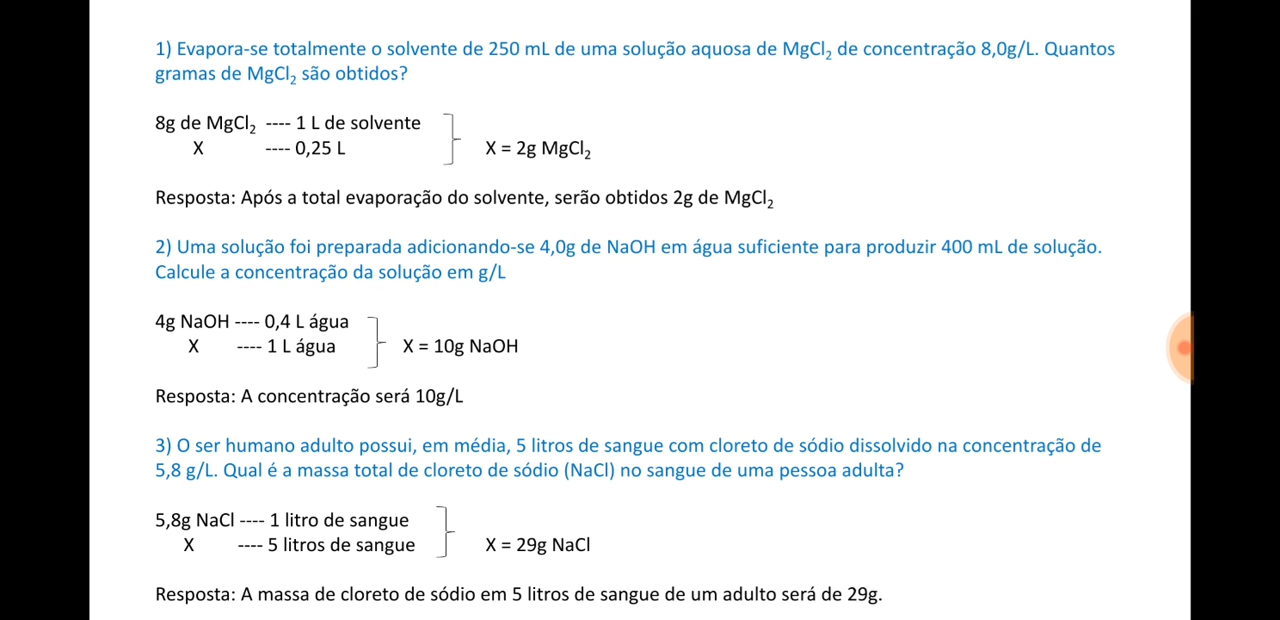 1) Evapora-se totalmente o solvente de 250 mL de uma solução aquosa de MgCl₂ de concentração 8,0g/L. Quantos
gramas de MgCl₂ são obtidos?
8g de MgCl₂ ---- 1 L de solvente
X ---- 0,25 L
X = 2g MgCl₂
Resposta: Após a total evaporação do solvente, serão obtidos 2g de MgCl₂
2) Uma solução foi preparada adicionando-se 4,0g de NaOH em água suficiente para produzir 400 mL de solução.
Calcule a concentração da solução em g/L
4g NaOH ---- 0,4 L água
X ---- 1 L água
X = 10g NaOH
Resposta: A concentração será 10g/L
3) O ser humano adulto possui, em média, 5 litros de sangue com cloreto de sódio dissolvido na concentração de
5,8 g/L. Qual é a massa total de cloreto de sódio (NaCl) no sangue de uma pessoa adulta?
5,8g NaCl ---- 1 litro de sangue
X ---- 5 litros de sangue
X = 29g NaCl
Resposta: A massa de cloreto de sódio em 5 litros de sangue de um adulto será de 29g.